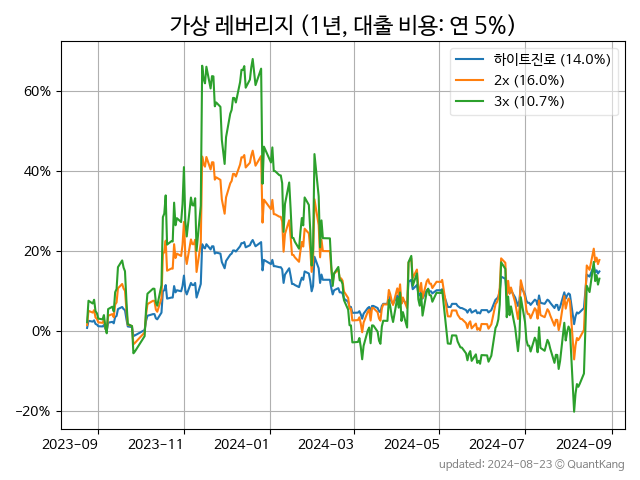 가상 레버리지 (1년, 대출 비용: 연 5%)
하이트진로 (14.0%)
2x (16.0%)
3x (10.7%)
60%
40%
20%
0%
−20%
2023-09
2023-11
2024-01
2024-03
2024-05
2024-07
2024-09
updated: 2024-08-23 © QuantKang